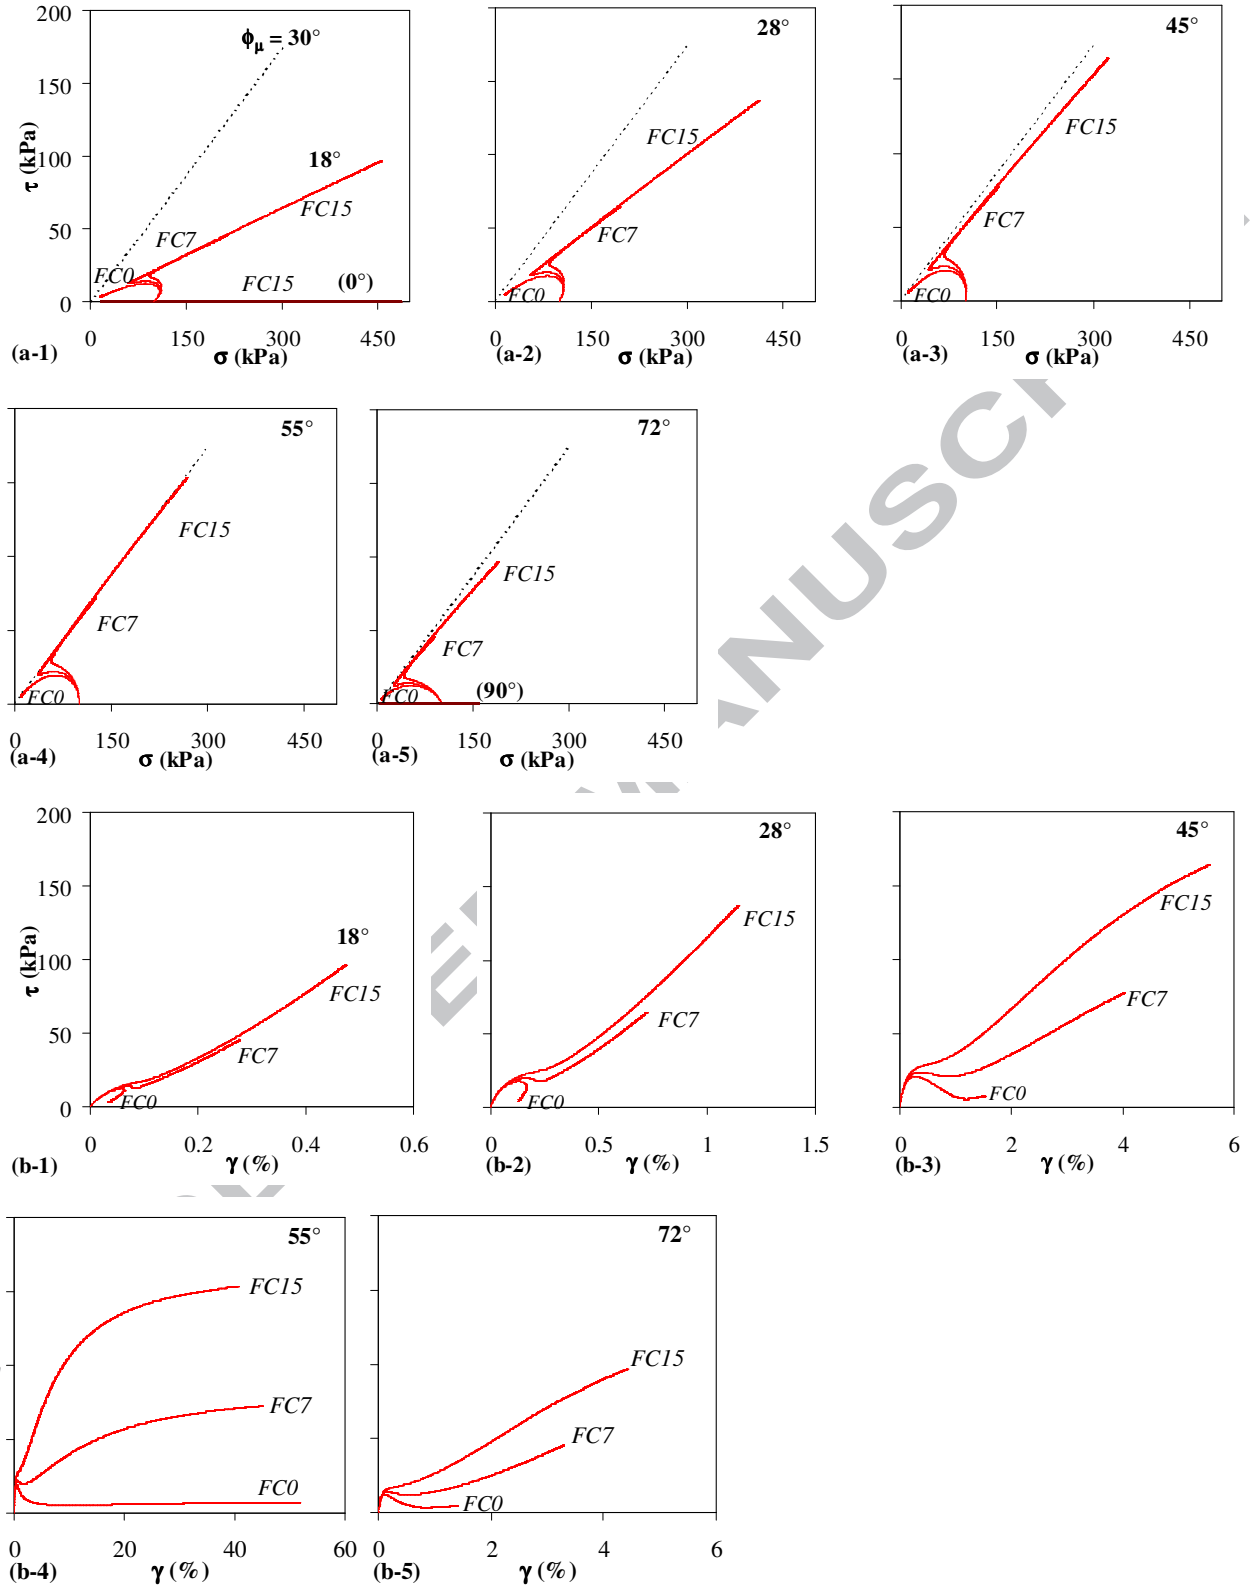 200
150
100
50
0
τ (kPa)
ϕμ = 30°
18°
FC15
FC7
FC0
FC15
(0°)
0 150 300 450
(a-1)
σ (kPa)
28°
FC15
FC7
FC0
0 150 300 450
(a-2)
σ (kPa)
45°
FC15
FC7
FC0
0 150 300 450
(a-3)
σ (kPa)
55°
FC15
FC7
FC0
0 150 300 450
(a-4)
σ (kPa)
72°
FC15
FC7
FC0
(90°)
0 150 300 450
(a-5)
σ (kPa)
200
150
100
50
0
τ (kPa)
18°
FC15
FC7
FC0
0 0.2 0.4 0.6
(b-1)
γ (%)
28°
FC15
FC7
FC0
0 0.5 1 1.5
(b-2)
γ (%)
45°
FC15
FC7
FC0
0 2 4 6
(b-3)
γ (%)
55°
FC15
FC7
FC0
0 20 40 60
(b-4)
γ (%)
72°
FC15
FC7
FC0
0 2 4 6
(b-5)
γ (%)